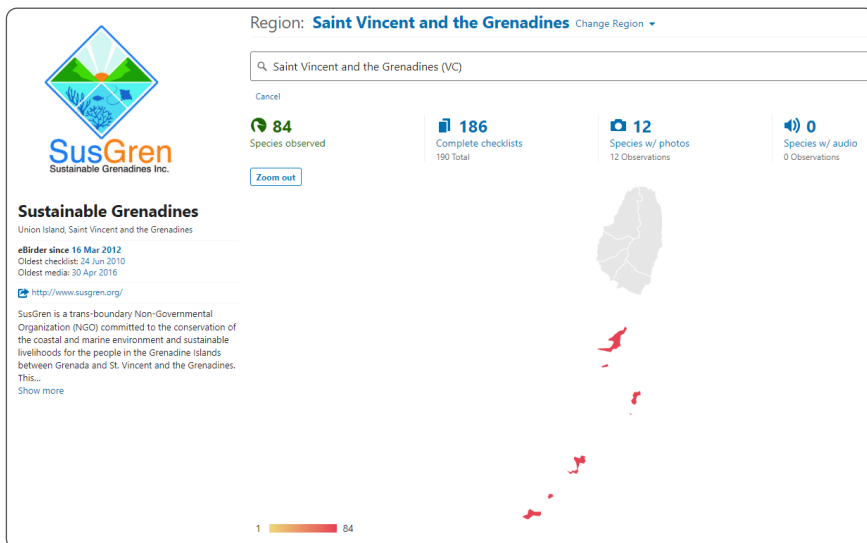 SusGren
Sustainable Grenadines Inc.
Sustainable Grenadines
Union Island, Saint Vincent and the Grenadines
eBirder since 16 Mar 2012
Oldest checklist: 24 Jun 2010
Oldest media: 30 Apr 2016
http://www.susgren.org/
SusGren is a trans-boundary Non-Governmental
Organization (NGO) committed to the conservation of
the coastal and marine environment and sustainable
livelihoods for the people in the Grenadine Islands
between Grenada and St. Vincent and the Grenadines.
This...
Show more
Region: Saint Vincent and the Grenadines Change Region
Saint Vincent and the Grenadines (VC)
Cancel
84
Species observed
186
Complete checklists
190 Total
12
Species w/ photos
12 Observations
0
Species w/ audio
0 Observations
Zoom out
1 84